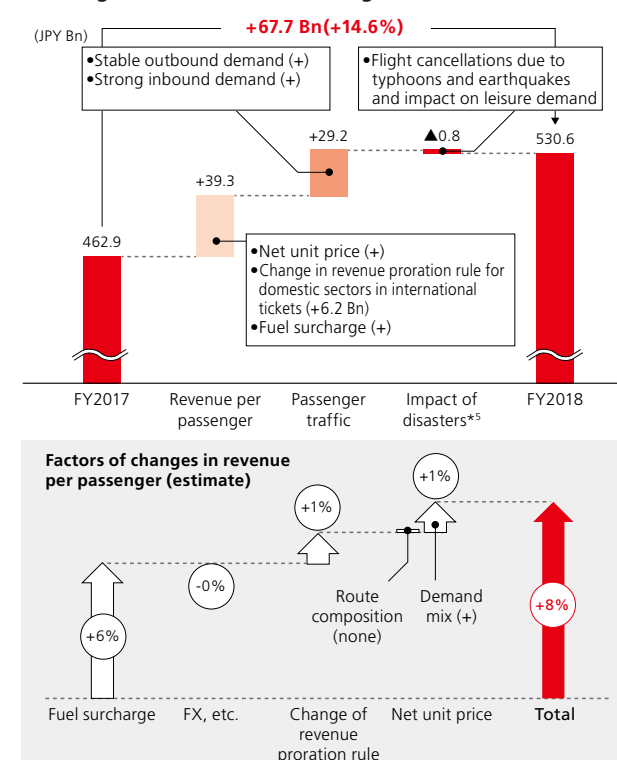 (JPY Bn)
+67.7 Bn(+14.6%)
●Stable outbound demand (+)
●Strong inbound demand (+)
●Flight cancellations due to
typhoons and earthquakes
and impact on leisure demand
462.9
+39.3
+29.2
▲0.8
530.6
●Net unit price (+)
●Change in revenue proration rule for
domestic sectors in international
tickets (+6.2 Bn)
●Fuel surcharge (+)
FY2017
Revenue per
passenger
Passenger
traffic
Impact of
disasters*5
FY2018
Factors of changes in revenue
per passenger (estimate)
+6%
-0%
+1%
+1%
+8%
Route
composition
(none)
Demand
mix (+)
Fuel surcharge
FX, etc.
Change of
revenue
proration rule
Net unit price
Total